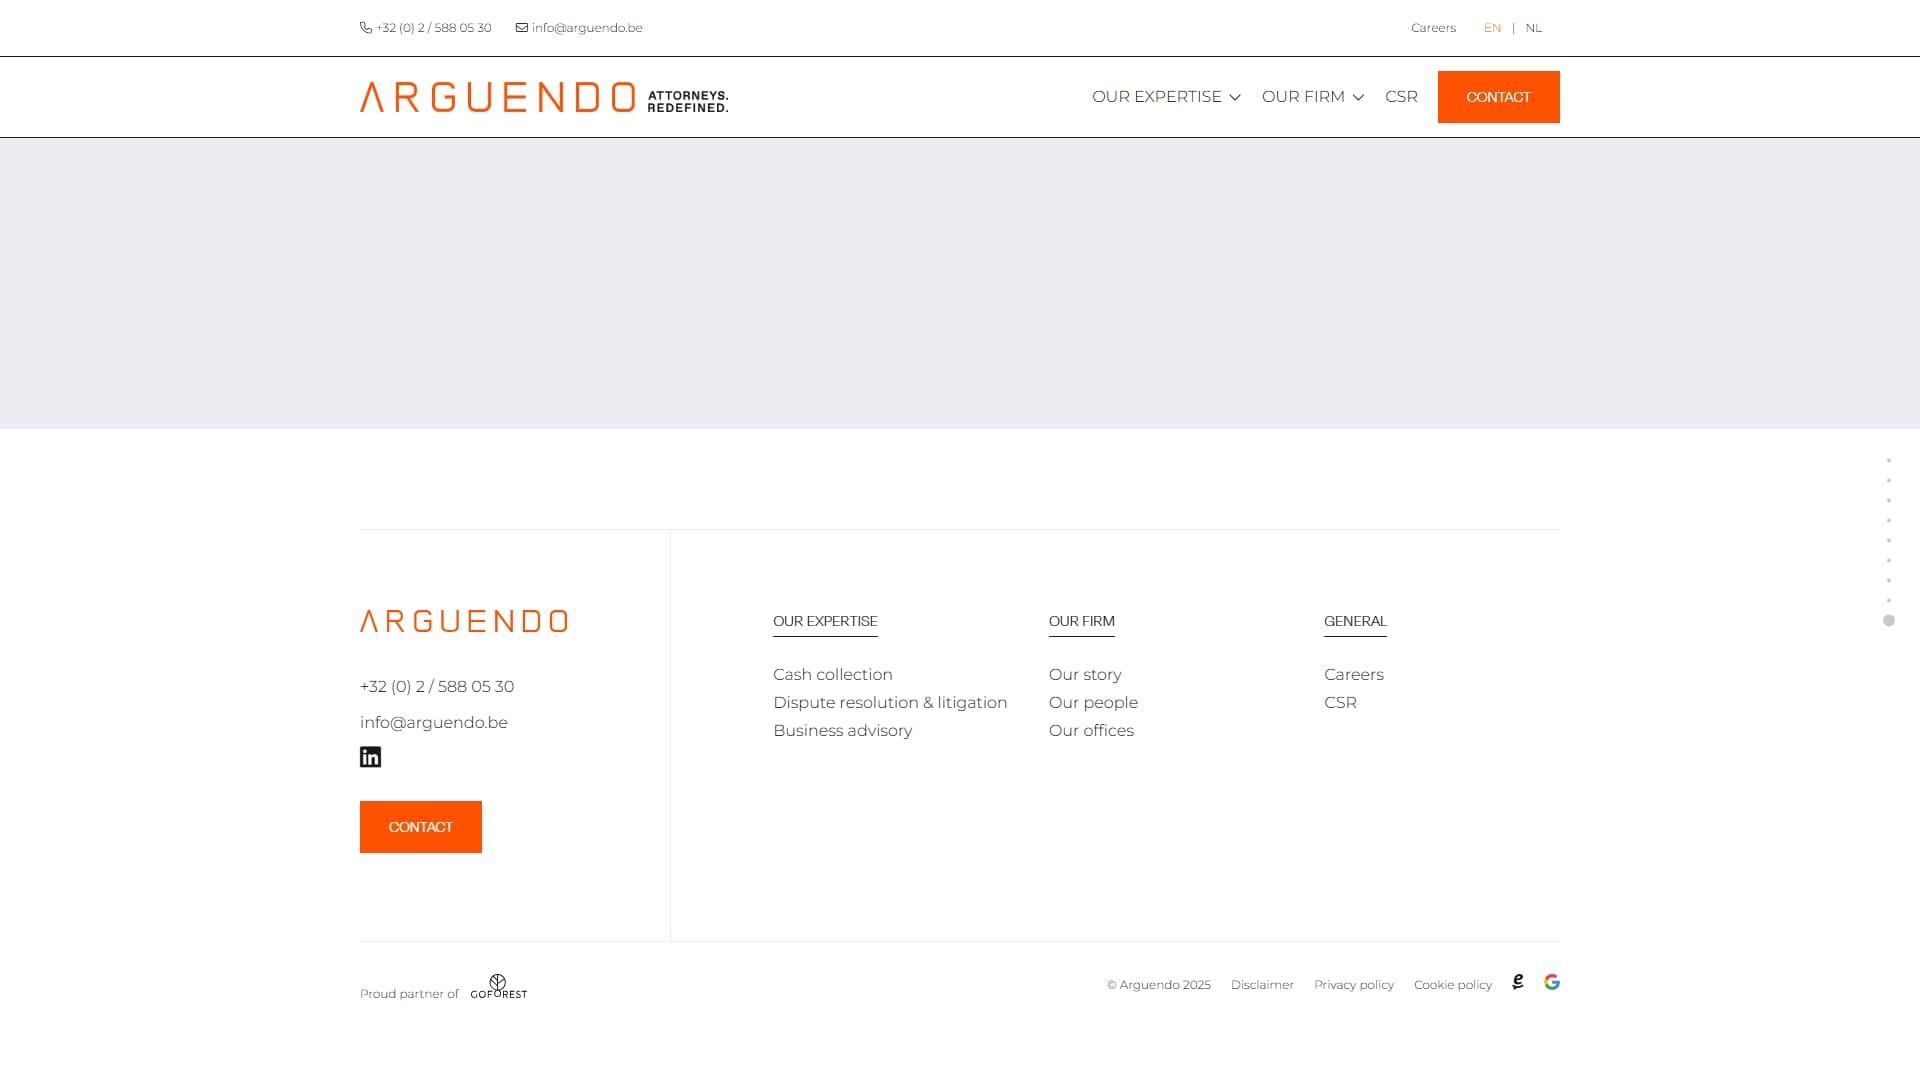 +32 (0) 2 / 588 05 30 info@arguendo.be Careers EN | NL
ARGUENDO ATTORNEYS. REDEFINED.
OUR EXPERTISE OUR FIRM CSR CONTACT
ARGUENDO
+32 (0) 2 / 588 05 30
info@arguendo.be
in
CONTACT
OUR EXPERTISE
Cash collection
Dispute resolution & litigation
Business advisory
OUR FIRM
Our story
Our people
Our offices
GENERAL
Careers
CSR
Proud partner of GOFOREST
© Arguendo 2025 Disclaimer Privacy policy Cookie policy